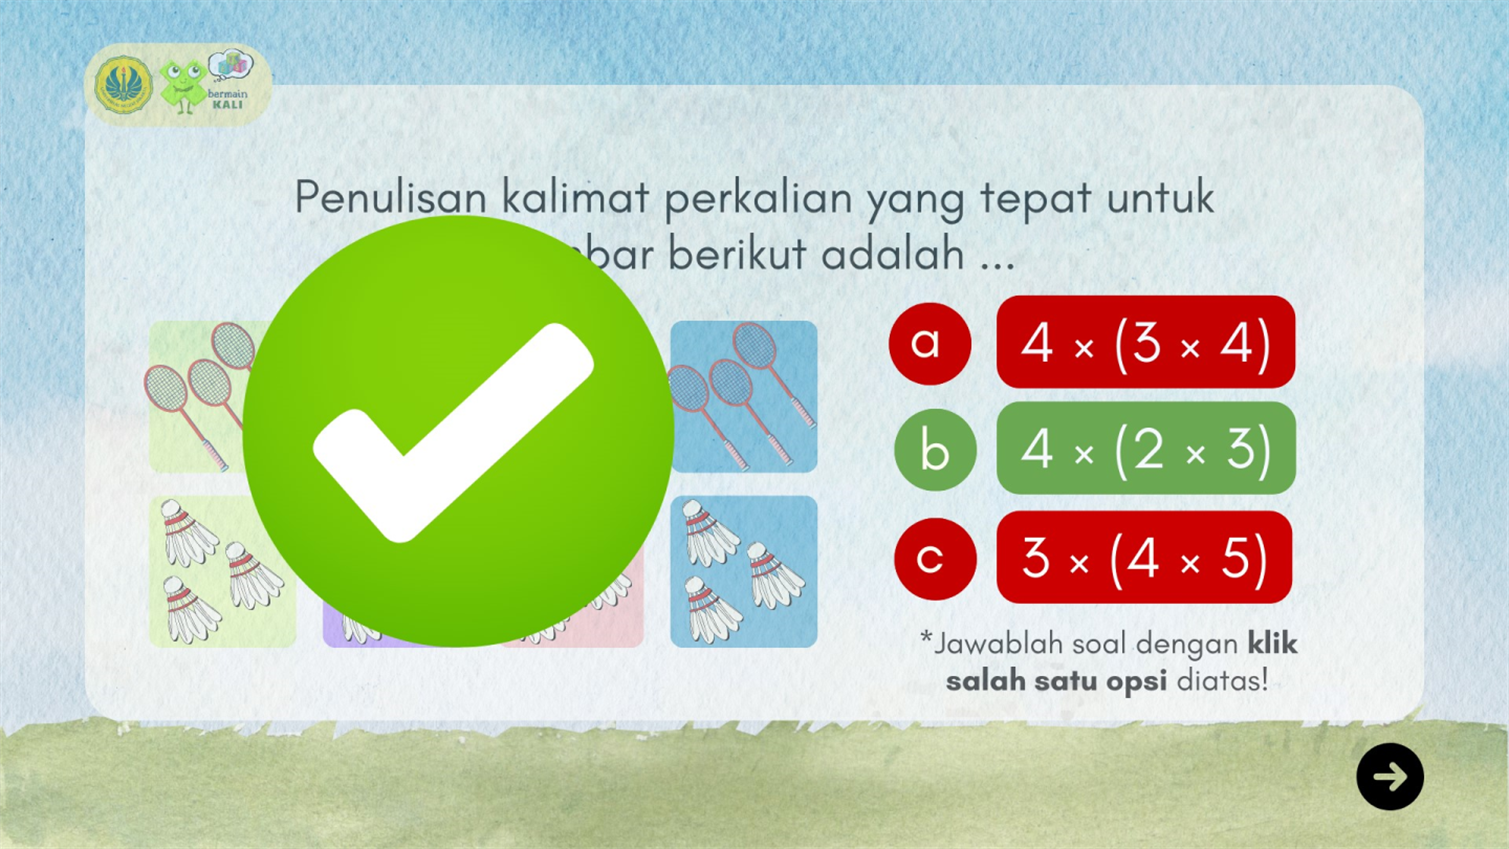 bermain
KALI
Penulisan kalimat perkalian yang tepat untuk
berikut adalah ...
a 4 × (3 × 4)
b 4 × (2 × 3)
c 3 × (4 × 5)
*Jawablah soal dengan klik
salah satu opsi diatas!